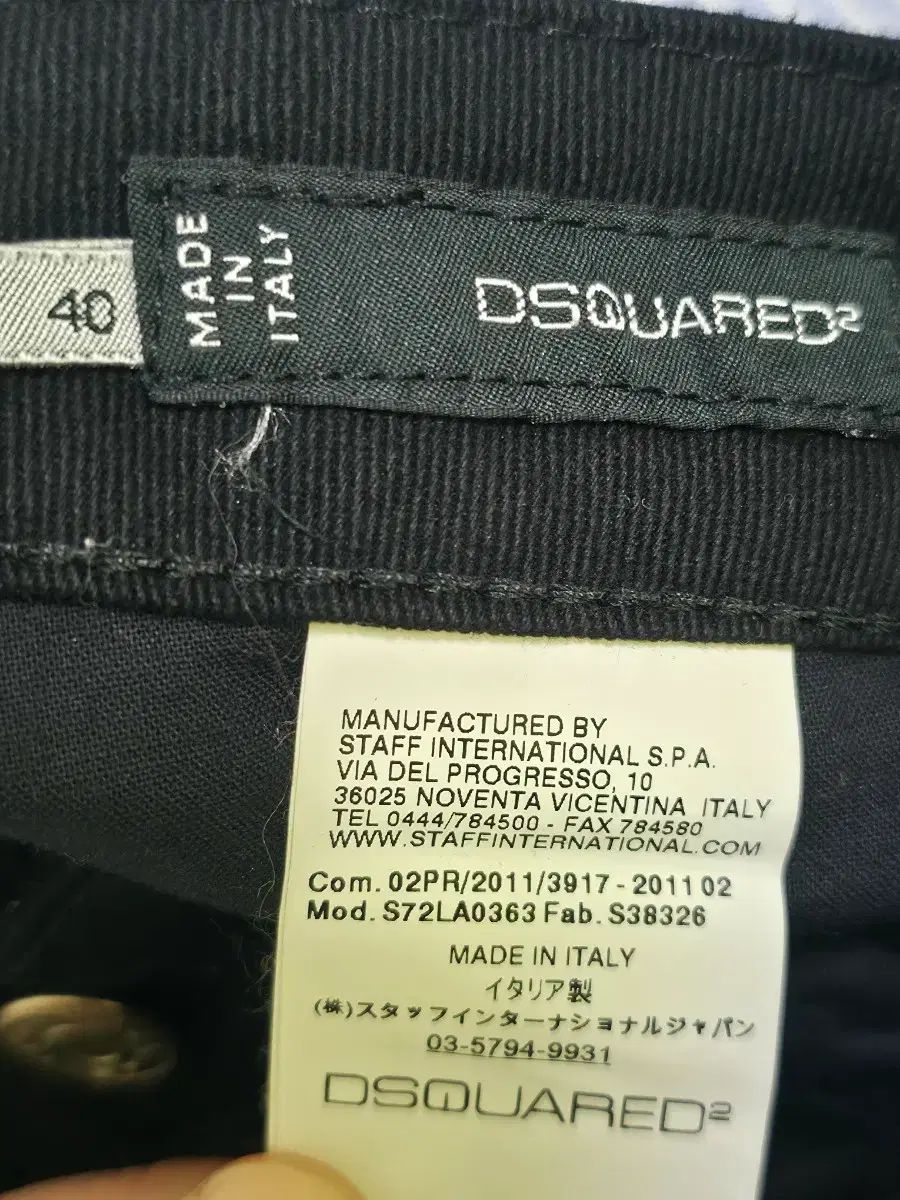 40
MADE
IN
ITALY
DSQUARED2
MANUFACTURED BY
STAFF INTERNATIONAL S.P.A.
VIA DEL PROGRESSO, 10
36025 NOVENTA VICENTINA ITALY
TEL 0444/784500 - FAX 784580
WWW.STAFFINTERNATIONAL.COM
Com. 02PR/2011/3917 - 2011 02
Mod. S72LA0363 Fab. S38326
MADE IN ITALY
イタリア製
(株)スタッフインターナショナルジャパン
03-5794-9931
DSQUARED2